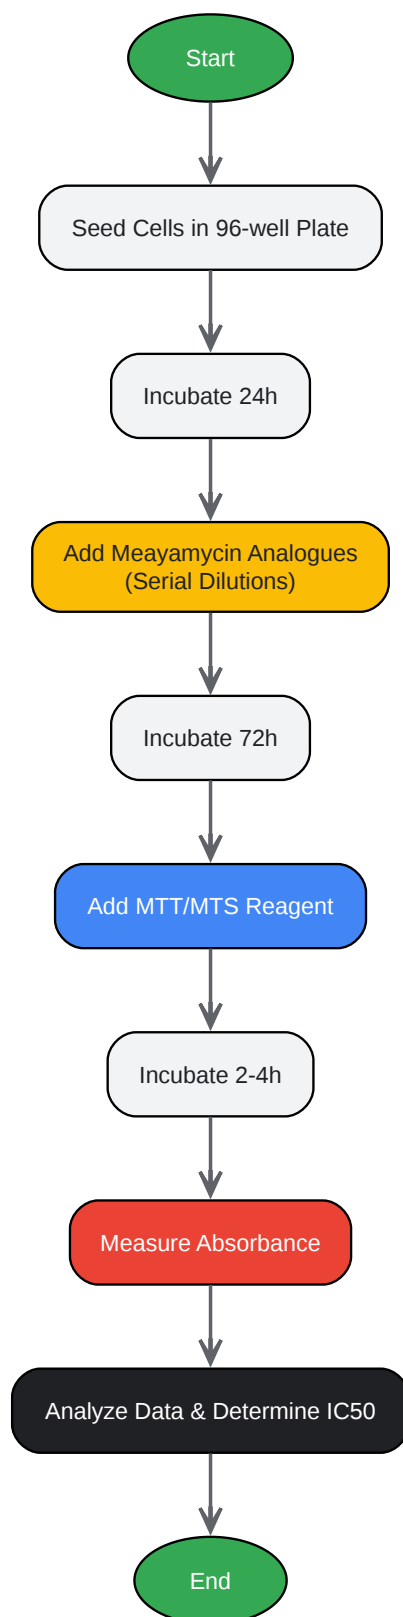 Start
Seed Cells in 96-well Plate
Incubate 24h
Add Meayamycin Analogues
(Serial Dilutions)
Incubate 72h
Add MTT/MTS Reagent
Incubate 2-4h
Measure Absorbance
Analyze Data & Determine IC50
End